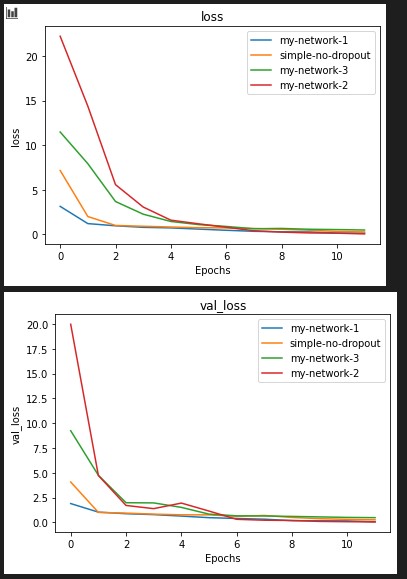 loss
my-network-1
simple-no-dropout
my-network-3
my-network-2
20
15
10
5
0
loss
0 2 4 6 8 10
Epochs
val_loss
my-network-1
simple-no-dropout
my-network-3
my-network-2
20.0
17.5
15.0
12.5
10.0
7.5
5.0
2.5
0.0
val_loss
0 2 4 6 8 10
Epochs